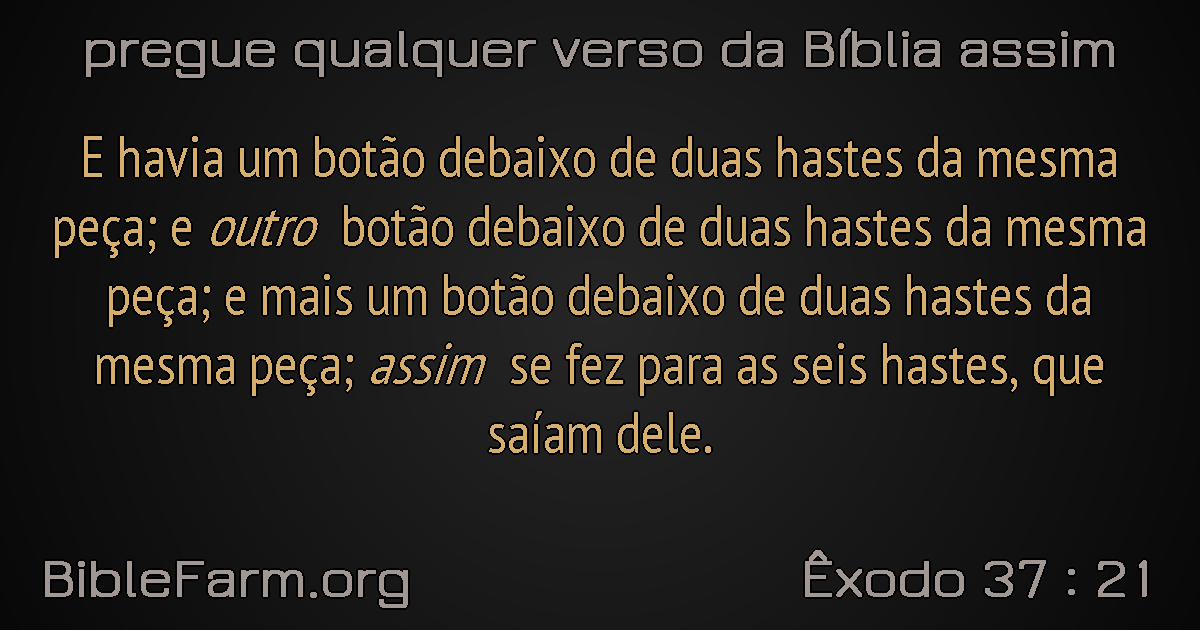 pregue qualquer verso da Bíblia assim
E havia um botão debaixo de duas hastes da mesma
peça; e outro botão debaixo de duas hastes da mesma
peça; e mais um botão debaixo de duas hastes da
mesma peça; assim se fez para as seis hastes, que
saíam dele.
BibleFarm.org
Êxodo 37 : 21